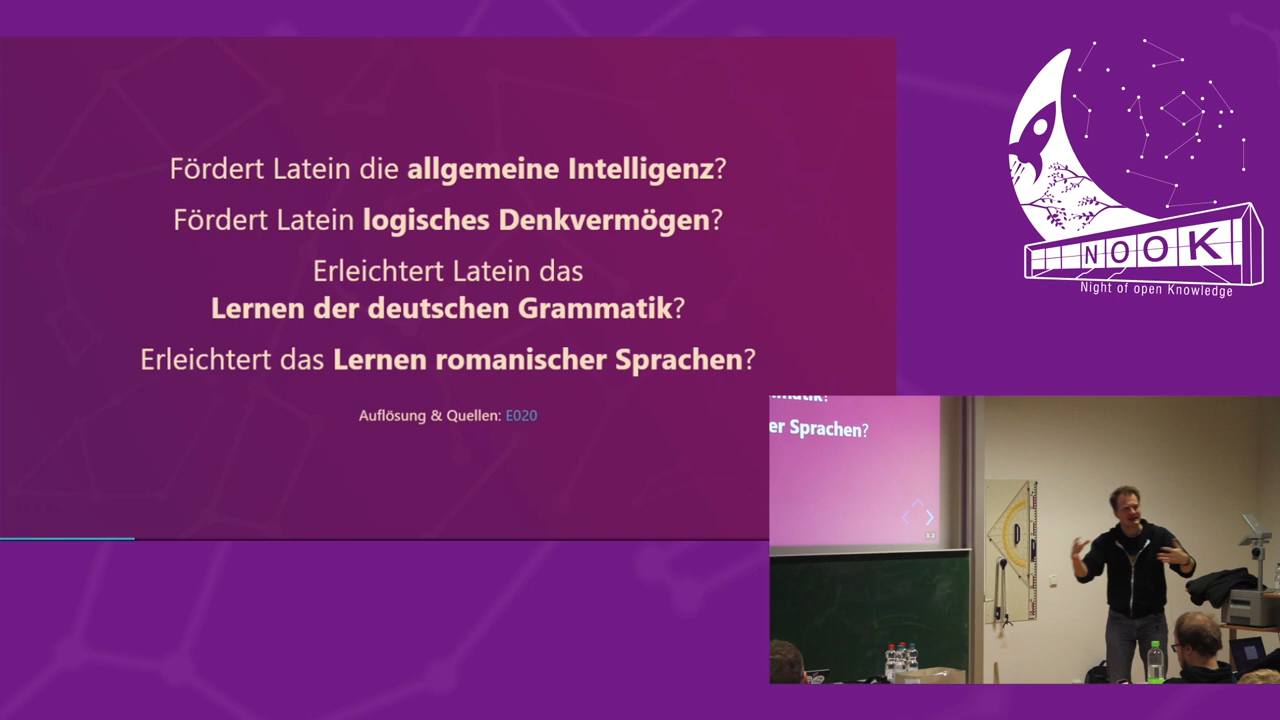 Fördert Latein die allgemeine Intelligenz?
Fördert Latein logisches Denkvermögen?
Erleichtert Latein das
Lernen der deutschen Grammatik?
Erleichtert das Lernen romanischer Sprachen?
Auflösung & Quellen: E020
NOOK
Night of open Knowledge
matik?
er Sprachen?